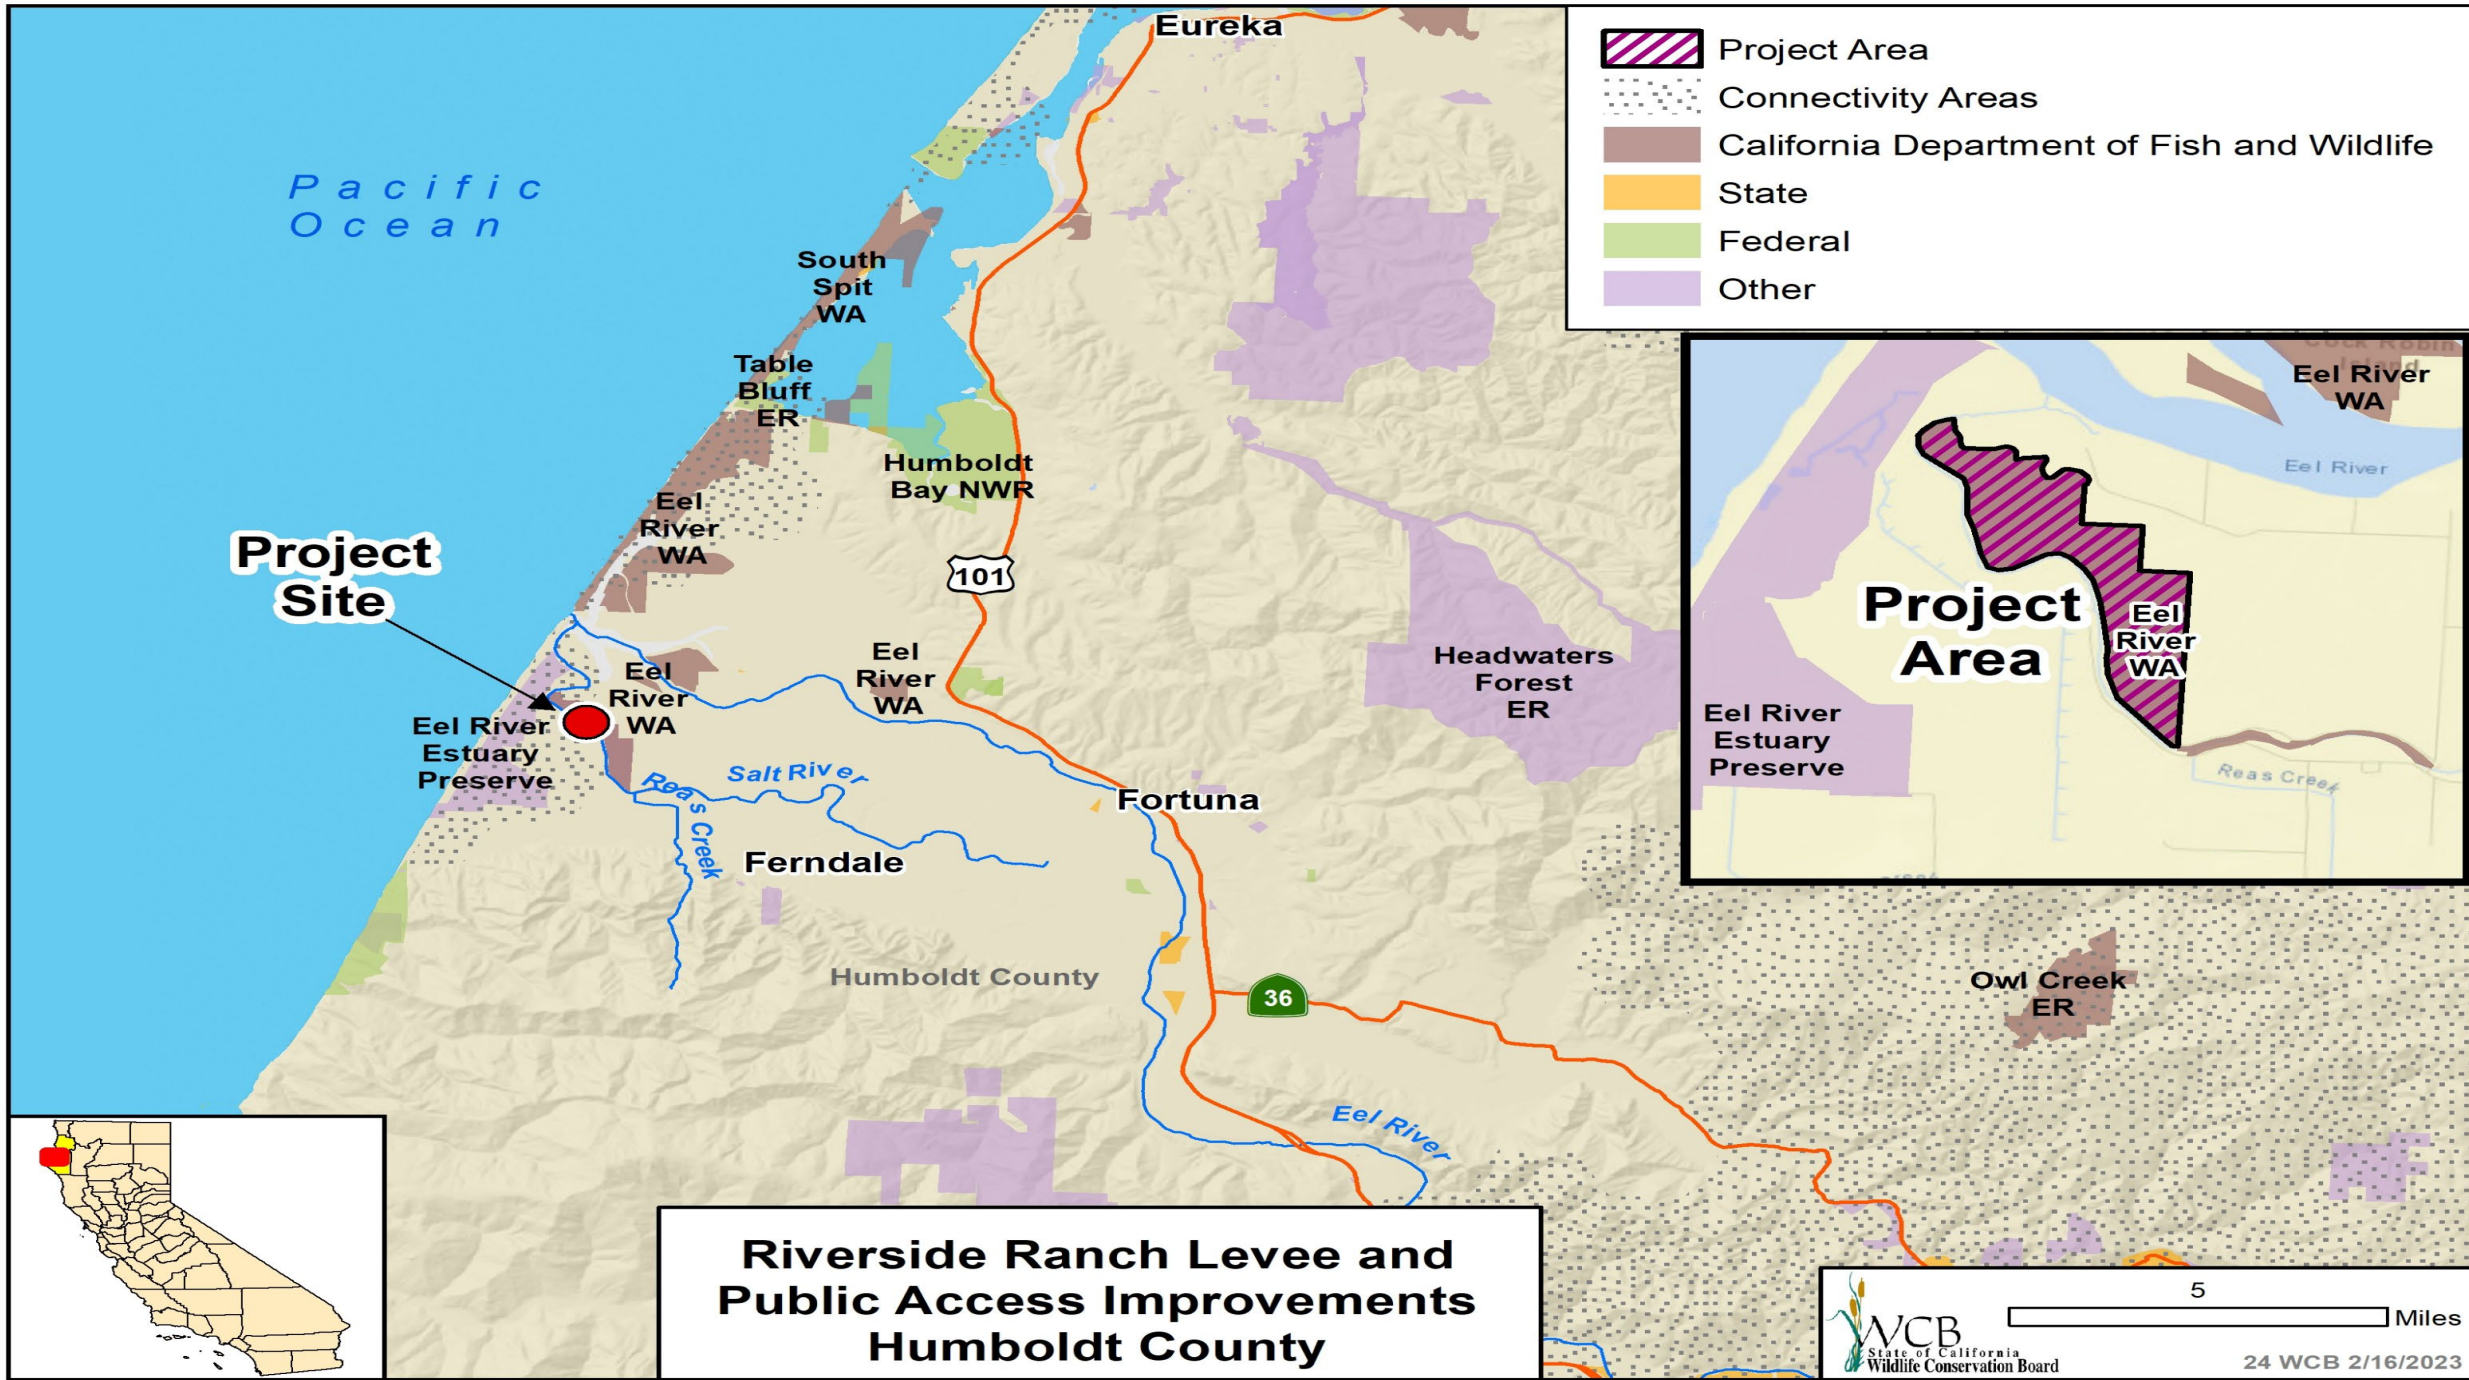 Eureka
Pacific
Ocean
South
Spit
WA
Table
Bluff
ER
Humboldt
Bay NWR
Eel
River
WA
Project
Site
101
Eel
River
WA
Eel
River
WA
Eel River
Estuary
Preserve
Headwaters
Forest
ER
Salt River
Reas Creek
Fortuna
Ferndale
Humboldt County
36
Owl Creek
ER
Eel River
Project Area
Connectivity Areas
California Department of Fish and Wildlife
State
Federal
Other
Cock Robin
Island
Eel River
WA
Eel River
Project
Area
Eel
River
WA
Eel River
Estuary
Preserve
Reas Creek
Riverside Ranch Levee and
Public Access Improvements
Humboldt County
5
Miles
WCB
State of California
Wildlife Conservation Board
24 WCB 2/16/2023